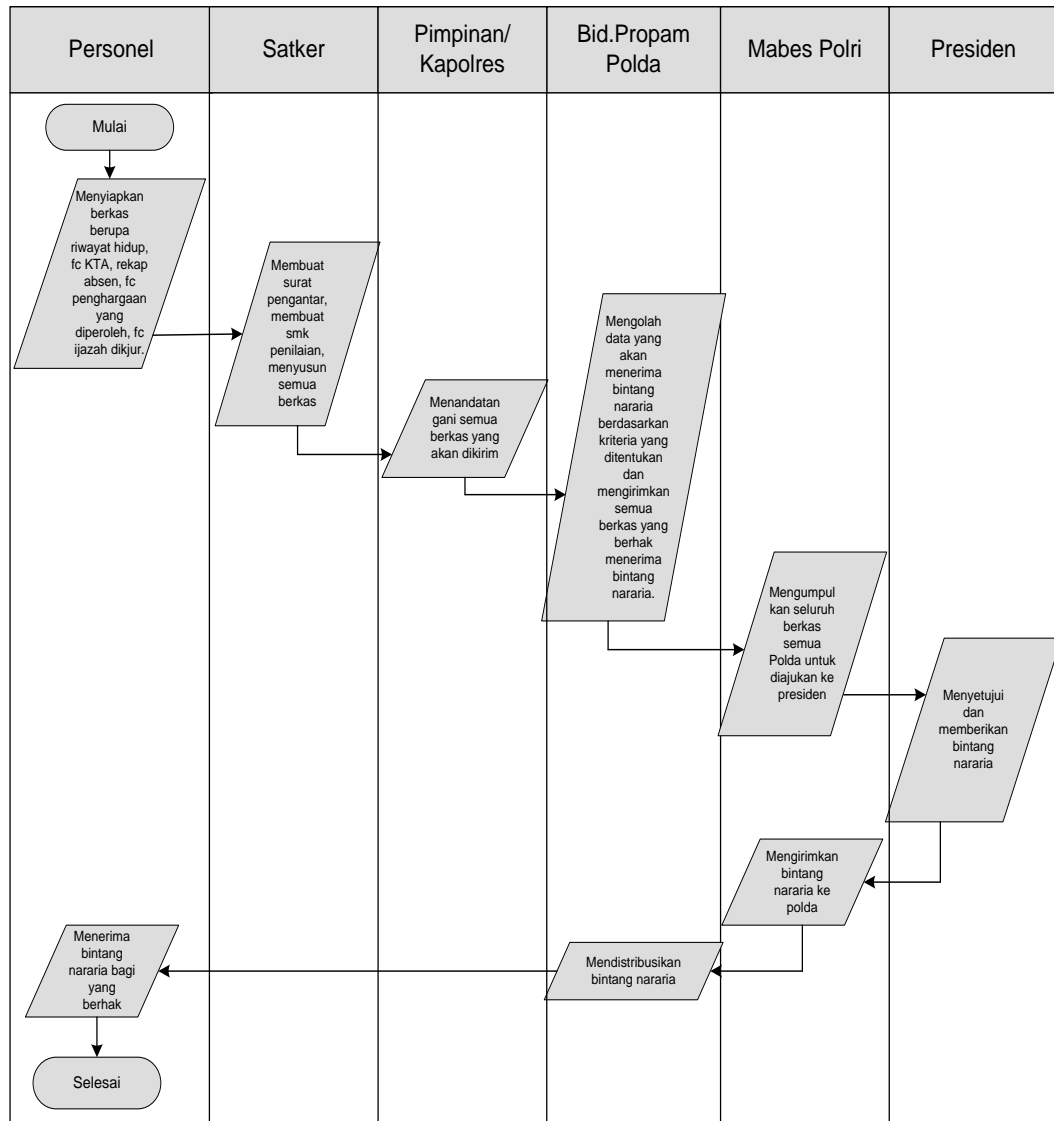 Personel
Satker
Pimpinan/
Kapolres
Bid.Propam
Polda
Mabes Polri
Presiden
Mulai
Menyiapkan
berkas
berupa
riwayat hidup,
fc KTA, rekap
absen, fc
penghargaan
yang
diperoleh, fc
ijazah dikjur.
Membuat
surat
pengantar,
membuat
smk
penilaian,
menyusun
semua
berkas
Menandatan
gani semua
berkas yang
akan dikirim
Mengolah
data yang
akan
menerima
bintang
nararia
berdasarkan
kriteria yang
ditentukan
dan
mengirimkan
semua
berkas yang
berhak
menerima
bintang
nararia.
Mengumpul
kan seluruh
berkas
semua
Polda untuk
diajukan ke
presiden
Menyetujui
dan
memberikan
bintang
nararia
Mengirimkan
bintang
nararia ke
polda
Mendistribusikan
bintang nararia
Menerima
bintang
nararia bagi
yang
berhak
Selesai